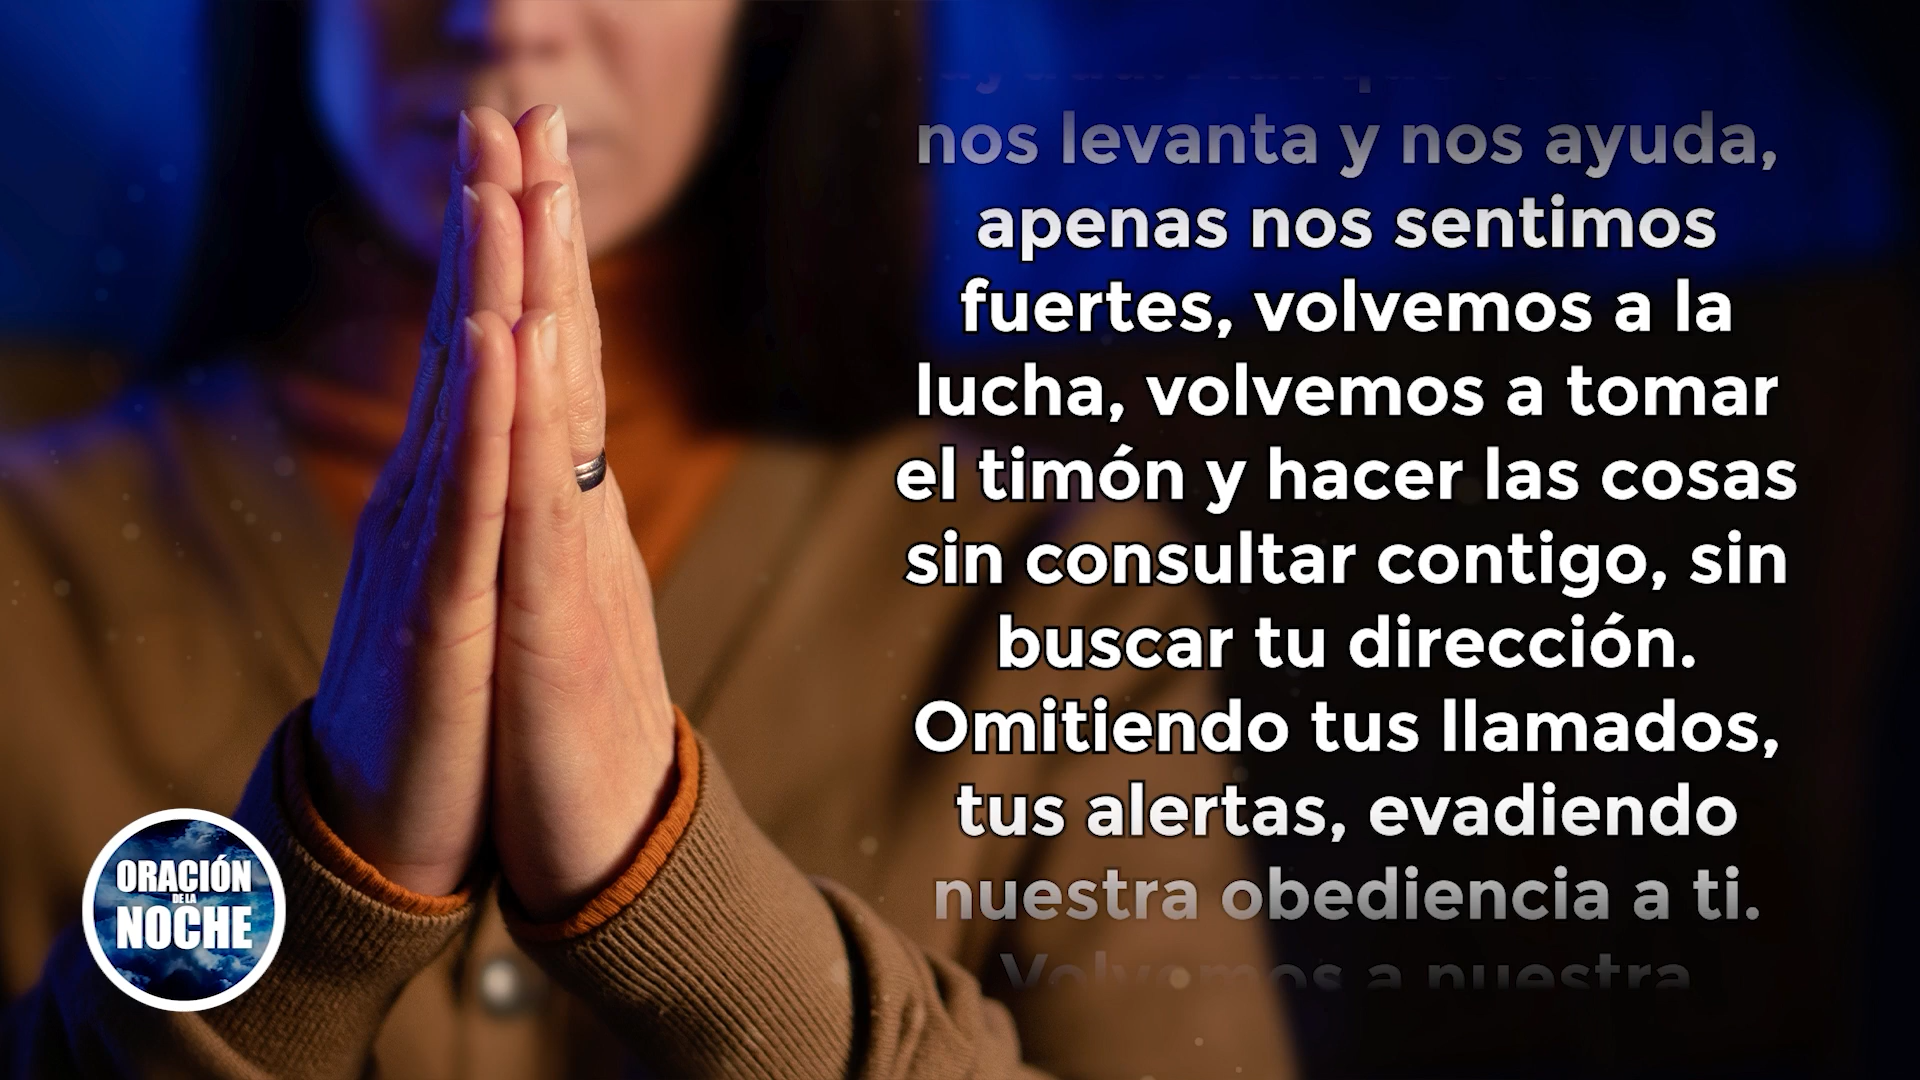 nos levanta y nos ayuda,
apenas nos sentimos
fuertes, volvemos a la
lucha, volvemos a tomar
el timón y hacer las cosas
sin consultar contigo, sin
buscar tu dirección.
Omitiendo tus llamados,
tus alertas, evadiendo
nuestra obediencia a ti.
Volvemos a nuestra
ORACIÓN
DE LA
NOCHE